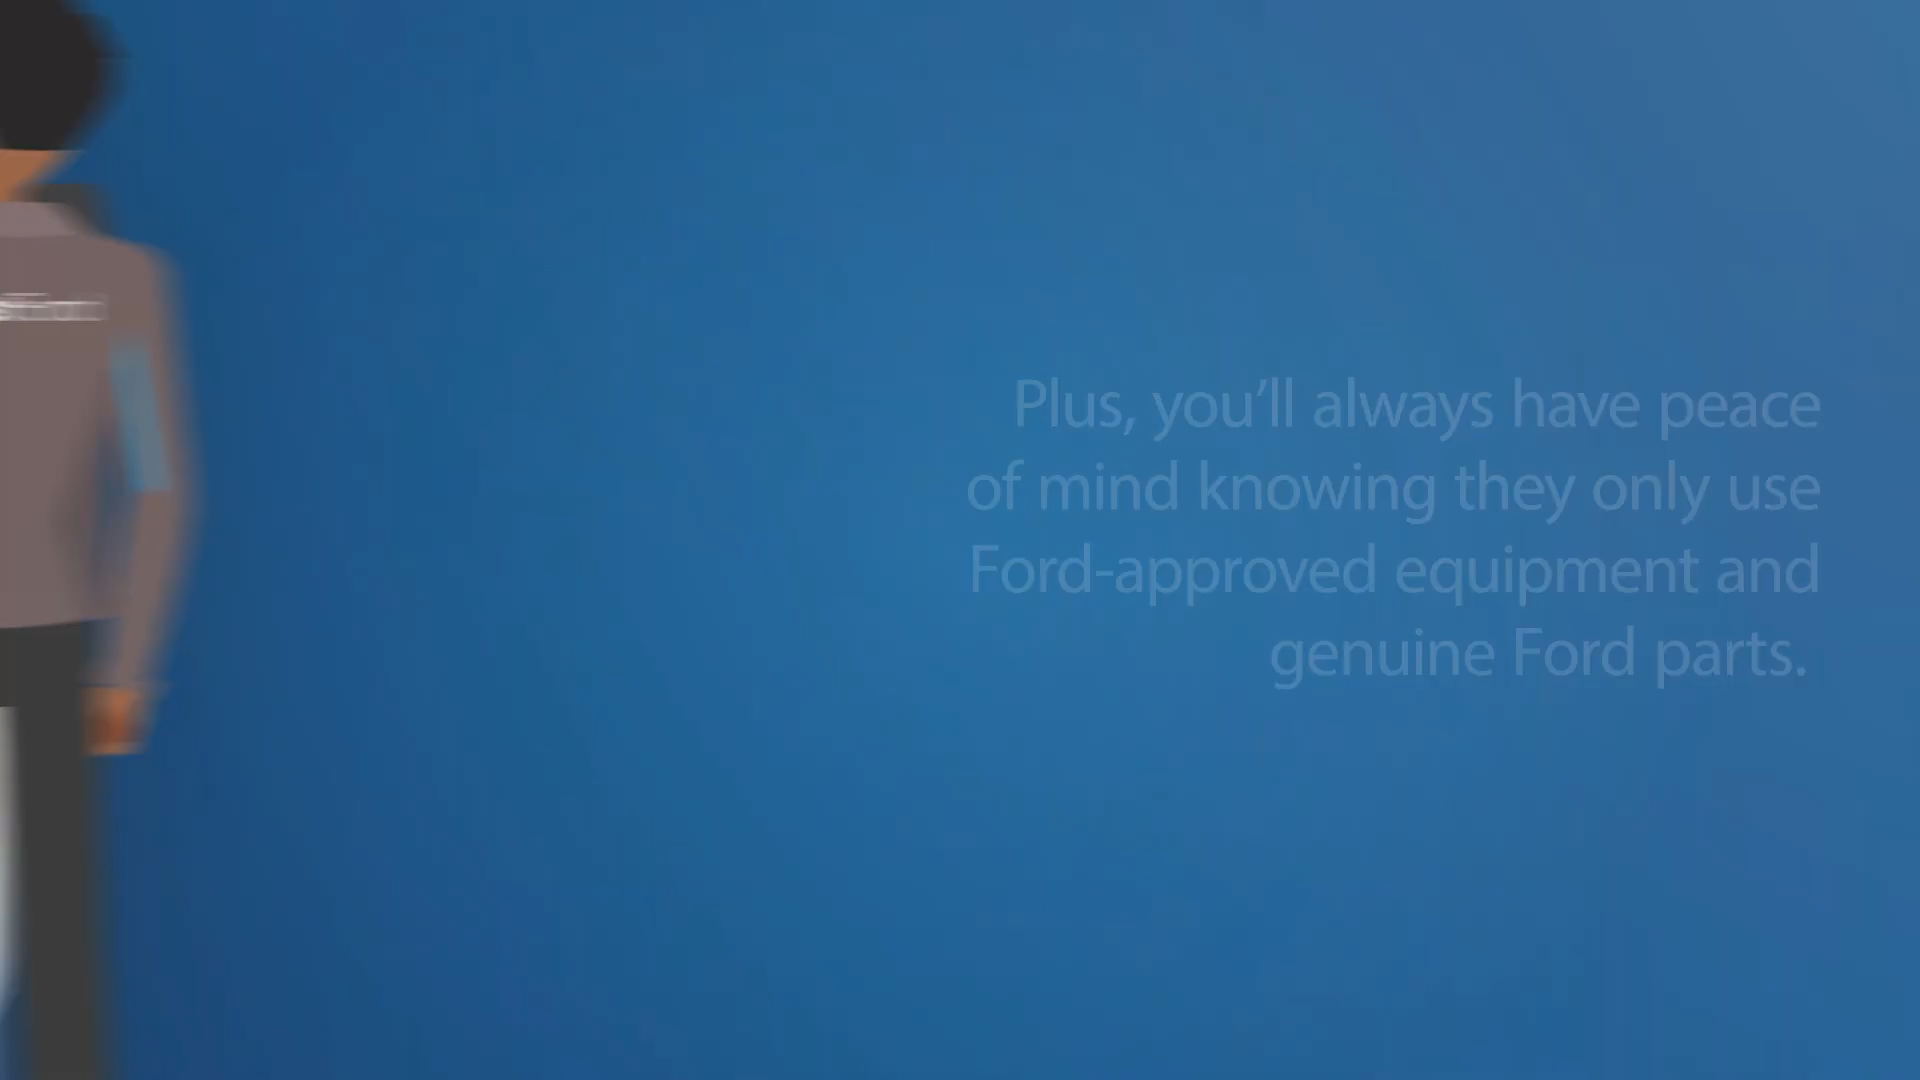 Plus, you’ll always have peace
of mind knowing they only use
Ford-approved equipment and
genuine Ford parts.